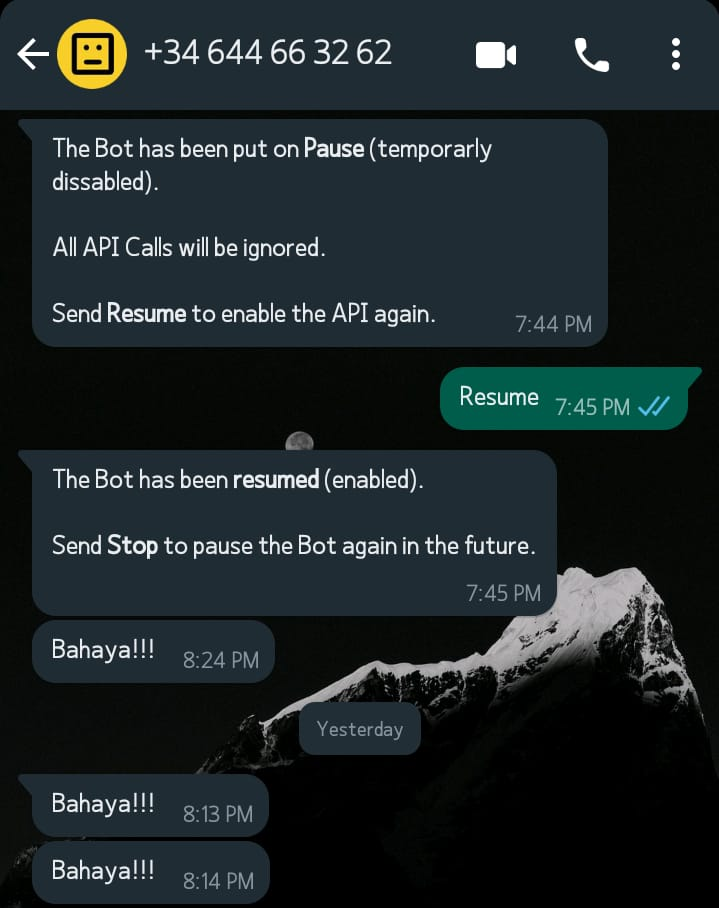 +34 644 66 32 62
The Bot has been put on Pause (temporarly
dissabled).
All API Calls will be ignored.
Send Resume to enable the API again.
7:44 PM
Resume 7:45 PM
The Bot has been resumed (enabled).
Send Stop to pause the Bot again in the future.
7:45 PM
Bahaya!!! 8:24 PM
Yesterday
Bahaya!!! 8:13 PM
Bahaya!!! 8:14 PM